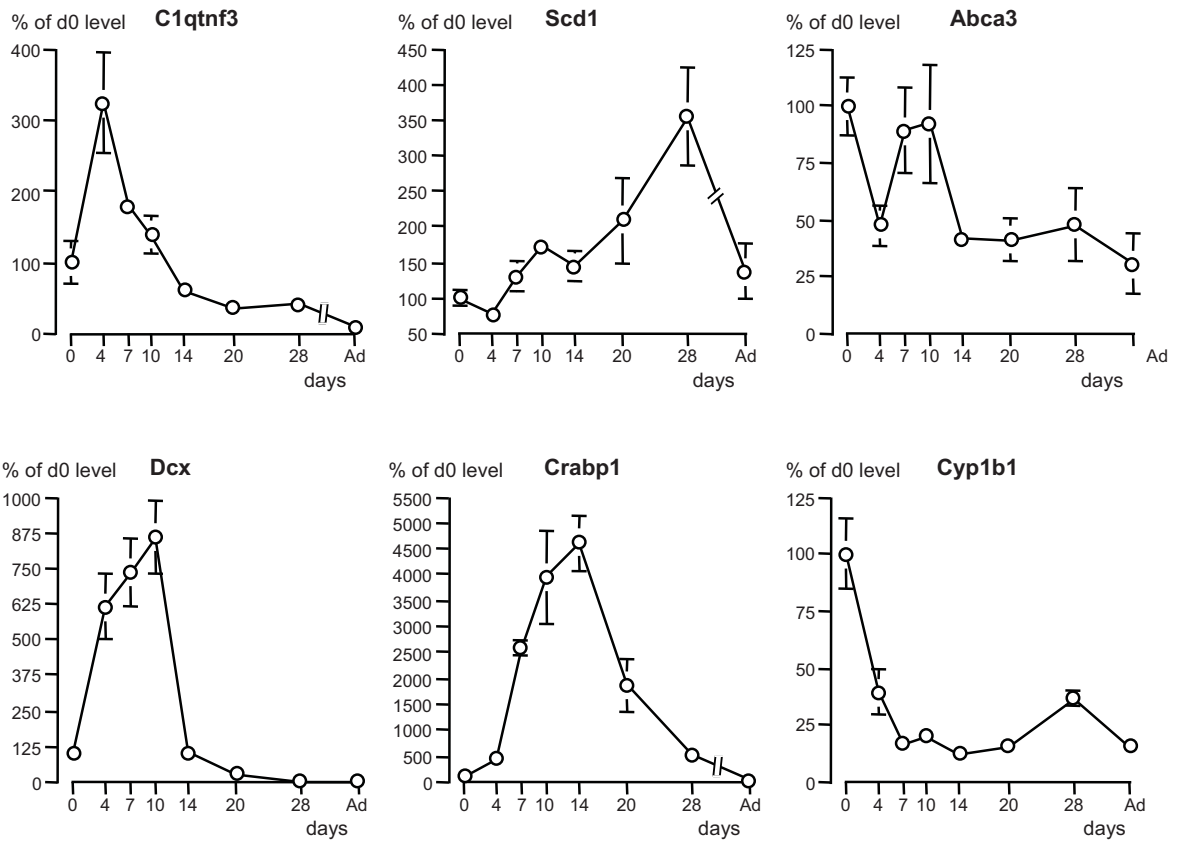 % of d0 level C1qtnf3
400
300
200
100
0
0 4 7 10 14 20 28 Ad
days
% of d0 level Scd1
450
400
350
300
250
200
150
100
50
0 4 7 10 14 20 28 Ad
days
% of d0 level Abca3
125
100
75
50
25
0
0 4 7 10 14 20 28 Ad
days
% of d0 level Dcx
1000
875
750
625
500
375
250
125
0
0 4 7 10 14 20 28 Ad
days
% of d0 level Crabp1
5500
5000
4500
4000
3500
3000
2500
2000
1500
1000
500
0
0 4 7 10 14 20 28 Ad
days
% of d0 level Cyp1b1
125
100
75
50
25
0
0 4 7 10 14 20 28 Ad
days